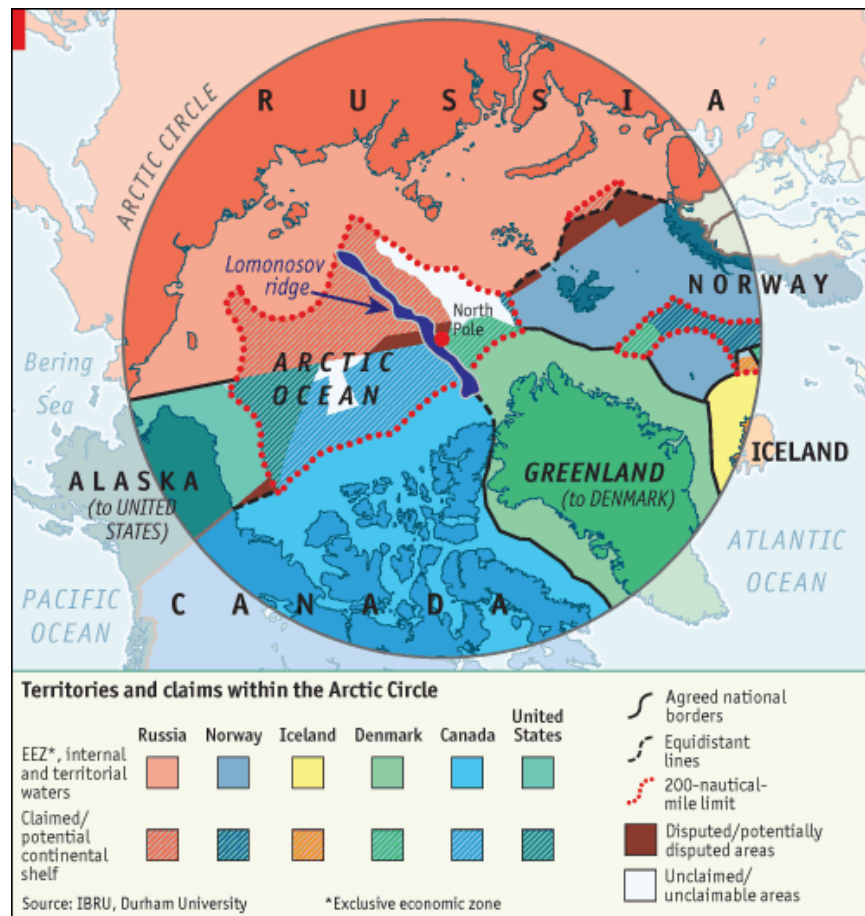 RUSSIA
ARCTIC CIRCLE
Lomonosov
ridge
North
Pole
NORWAY
Bering
Sea
ARCTIC
OCEAN
ICELAND
ALASKA
(to UNITED
STATES)
GREENLAND
(to DENMARK)
ATLANTIC
OCEAN
PACIFIC
OCEAN
CANADA
Territories and claims within the Arctic Circle
Russia Norway Iceland Denmark Canada United
States
EEZ*, internal
and territorial
waters
Claimed/
potential
continental
shelf
Agreed national
borders
Equidistant
lines
200-nautical-
mile limit
Disputed/potentially
disputed areas
Unclaimed/
unclaimable areas
Source: IBRU, Durham University *Exclusive economic zone